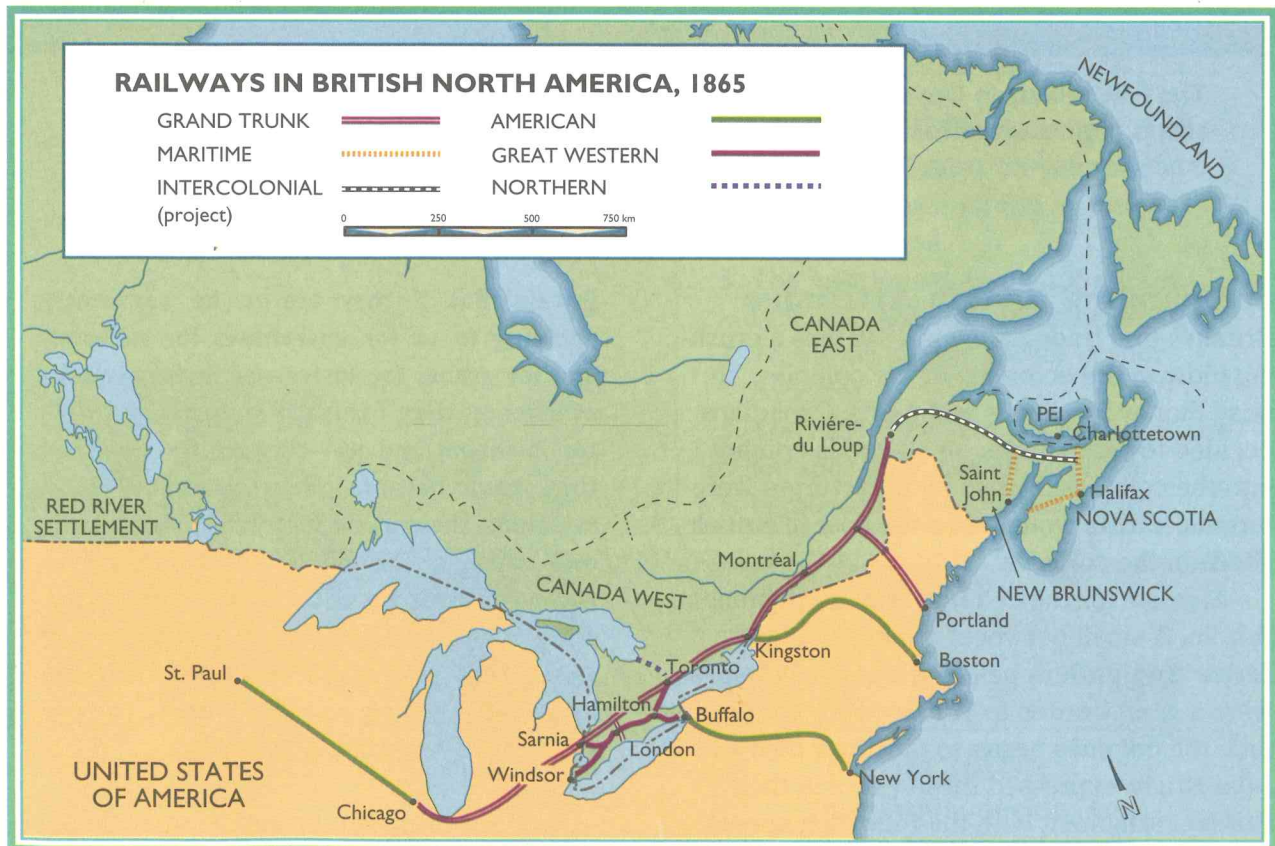 RAILWAYS IN BRITISH NORTH AMERICA, 1865
GRAND TRUNK
AMERICAN
MARITIME
GREAT WESTERN
INTERCOLONIAL
(project)
NORTHERN
0 250 500 750 km
NEWFOUNDLAND
CANADA
EAST
PEI
Charlottetown
Riviére-
du Loup
Saint
John
Halifax
NOVA SCOTIA
RED RIVER
SETTLEMENT
Montréal
CANADA WEST
NEW BRUNSWICK
Portland
Kingston
Boston
St. Paul
Toronto
Hamilton
Buffalo
Sarnia
London
Windsor
New York
UNITED STATES
OF AMERICA
Chicago
N